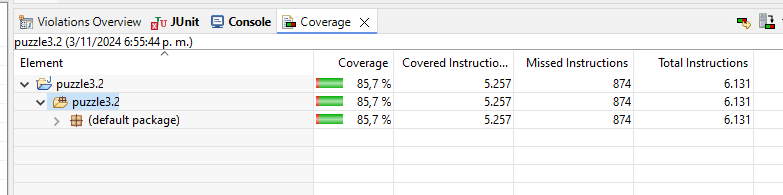 Violations Overview JUnit Console Coverage
puzzle3.2 (3/11/2024 6:55:44 p. m.)
Element Coverage Covered Instructio... Missed Instructions Total Instructions
puzzle3.2 85,7 % 5.257 874 6.131
puzzle3.2 85,7 % 5.257 874 6.131
(default package) 85,7 % 5.257 874 6.131